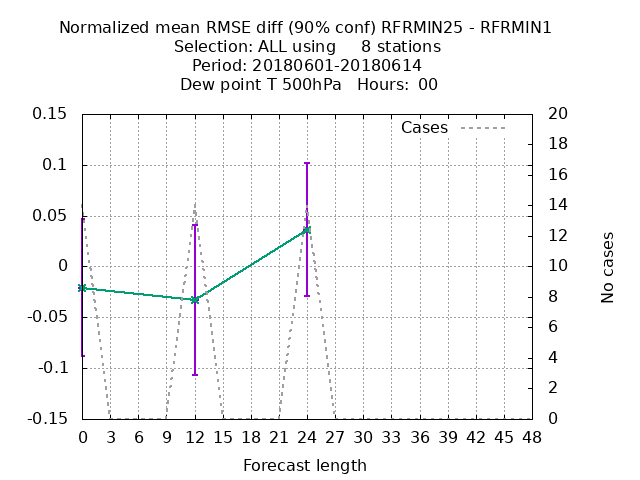 Normalized mean RMSE diff (90% conf) RFRMIN25 - RFRMIN1
Selection: ALL using     8 stations
Period: 20180601-20180614
Dew point T 500hPa   Hours:  00
0.15
0.1
0.05
0
-0.05
-0.1
-0.15
Cases
20
18
16
14
12
10
8
6
4
2
0
No cases
0 3 6 9 12 15 18 21 24 27 30 33 36 39 42 45 48
Forecast length